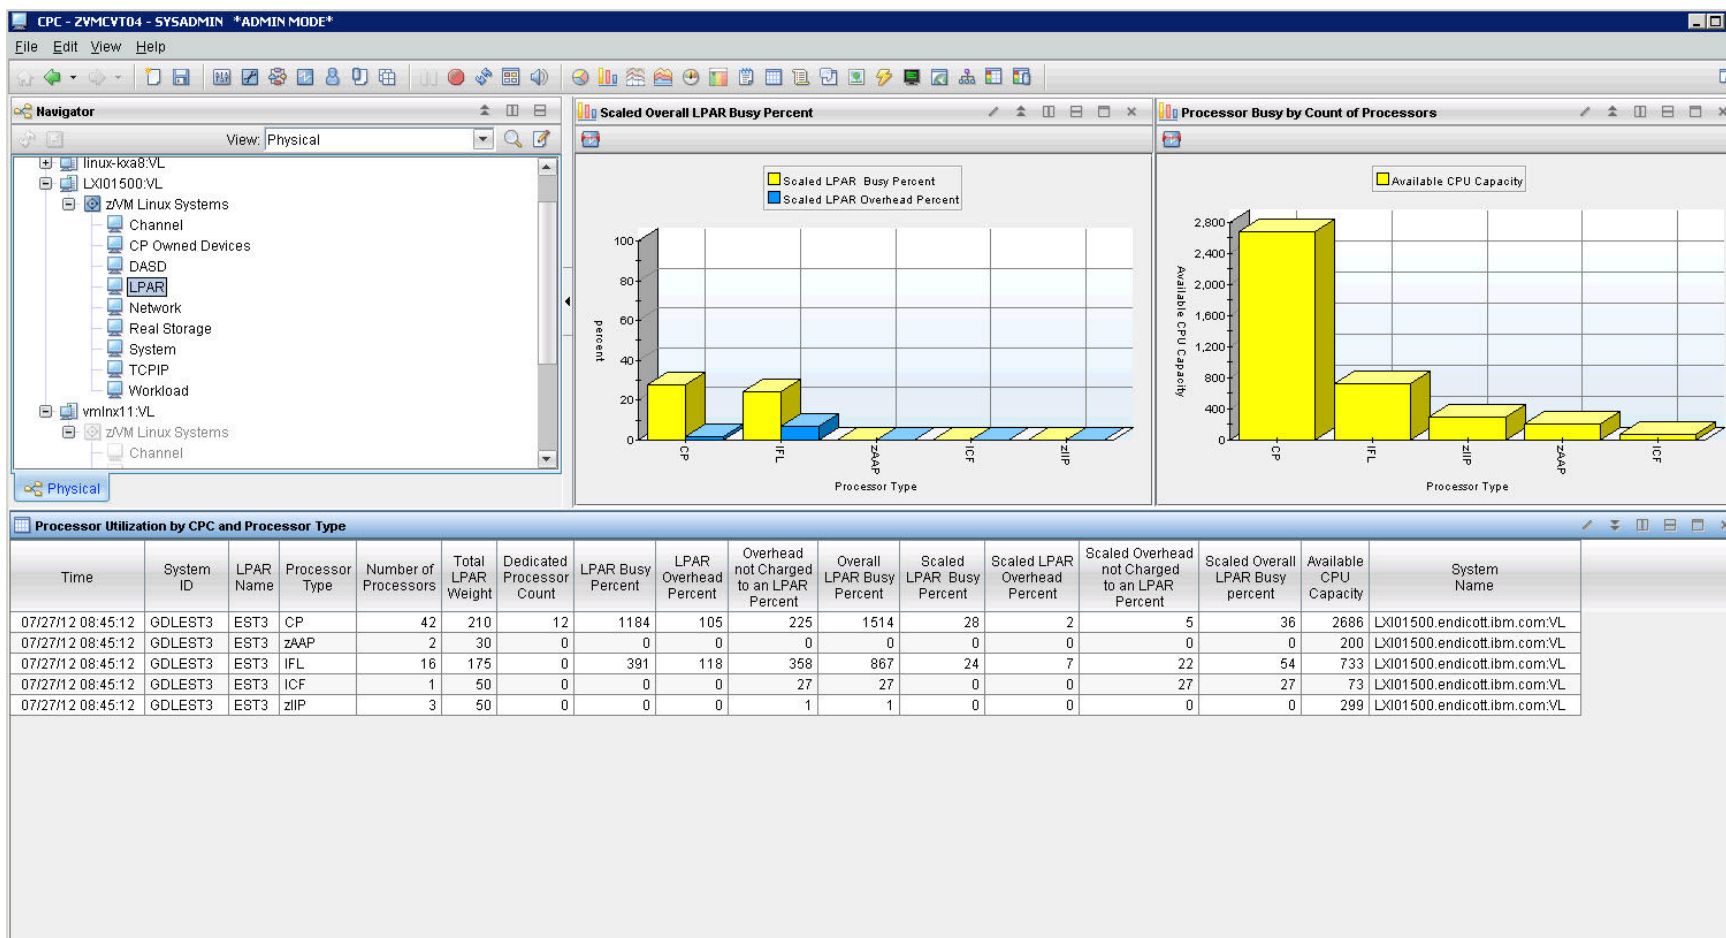 CPC - ZVMCVT04 - SYSADMIN *ADMIN MODE*
File Edit View Help
Navigator
View: Physical
linux-kxa8:VL
LXI01500:VL
z/VM Linux Systems
Channel
CP Owned Devices
DASD
LPAR
Network
Real Storage
System
TCPIP
Workload
vmlnx11:VL
z/VM Linux Systems
Channel
Physical
Scaled Overall LPAR Busy Percent
Scaled LPAR Busy Percent
Scaled LPAR Overhead Percent
100
80
60
40
20
0
percent
CP IFL zAAP ICF zIIP
Processor Type
Processor Busy by Count of Processors
Available CPU Capacity
2,800
2,400
2,000
1,600
1,200
800
400
0
Available CPU Capacity
CP IFL zIIP zAAP ICF
Processor Type
Processor Utilization by CPC and Processor Type
Time System ID LPAR Name Processor Type Number of Processors Total LPAR Weight Dedicated Processor Count LPAR Busy Percent LPAR Overhead Percent Overhead not Charged to an LPAR Percent Overall LPAR Busy Percent Scaled LPAR Busy Percent Scaled LPAR Overhead Percent Scaled Overhead not Charged to an LPAR Percent Scaled Overall LPAR Busy percent Available CPU Capacity System Name
07/27/12 08:45:12 GDLEST3 EST3 CP 42 210 12 1184 105 225 1514 28 2 5 36 2686 LXI01500.endicott.ibm.com:VL
07/27/12 08:45:12 GDLEST3 EST3 zAAP 2 30 0 0 0 0 0 0 0 0 0 200 LXI01500.endicott.ibm.com:VL
07/27/12 08:45:12 GDLEST3 EST3 IFL 16 175 0 391 118 358 867 24 7 22 54 733 LXI01500.endicott.ibm.com:VL
07/27/12 08:45:12 GDLEST3 EST3 ICF 1 50 0 0 0 27 27 0 0 27 27 73 LXI01500.endicott.ibm.com:VL
07/27/12 08:45:12 GDLEST3 EST3 zIIP 3 50 0 0 0 1 1 0 0 0 0 299 LXI01500.endicott.ibm.com:VL